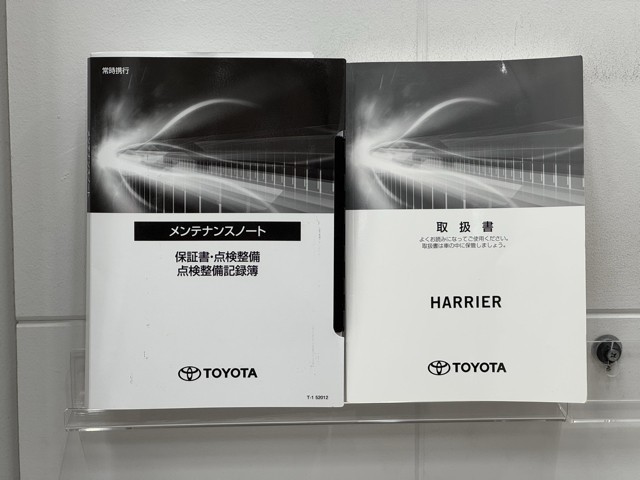 常時携行
メンテナンスノート
保証書・点検整備
点検整備記録簿
TOYOTA
T-1 52012
取扱書
よくお読みになってご使用ください。
取扱書は車の中に保管しましょう。
HARRIER
TOYOTA